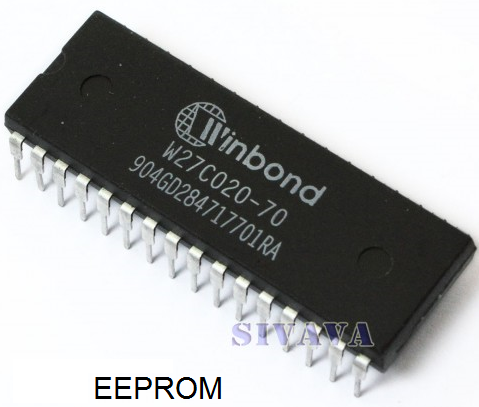 Winbond
W27C020-70
904GD284717701RA
SIVAVA
EEPROM